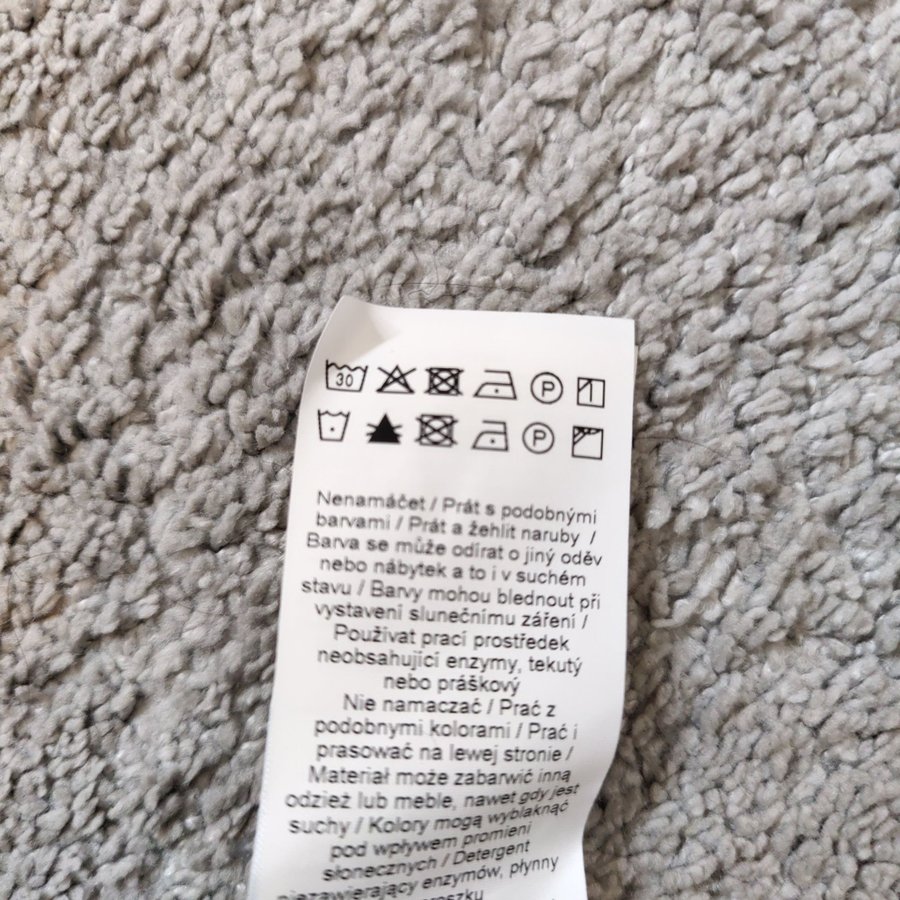 30 P
P
Nenamáčet / Prát s podobnými
barvami / Prát a žehlit naruby /
Barva se může odírat o jiný oděv
nebo nábytek a to i v suchém
stavu / Barvy mohou blednout při
vystavení slunečnímu záření /
Používat prací prostředek
neobsahující enzymy, tekutý
nebo práškový
Nie namaczać / Prać z
podobnymi kolorami / Prać i
prasować na lewej stronie /
Materiał może zabarwić inną
odzież lub meble, nawet gdy jest
suchy / Kolory mogą wyblaknąć
pod wpływem promieni
słonecznych / Detergent
niezawierający enzymów, płynny